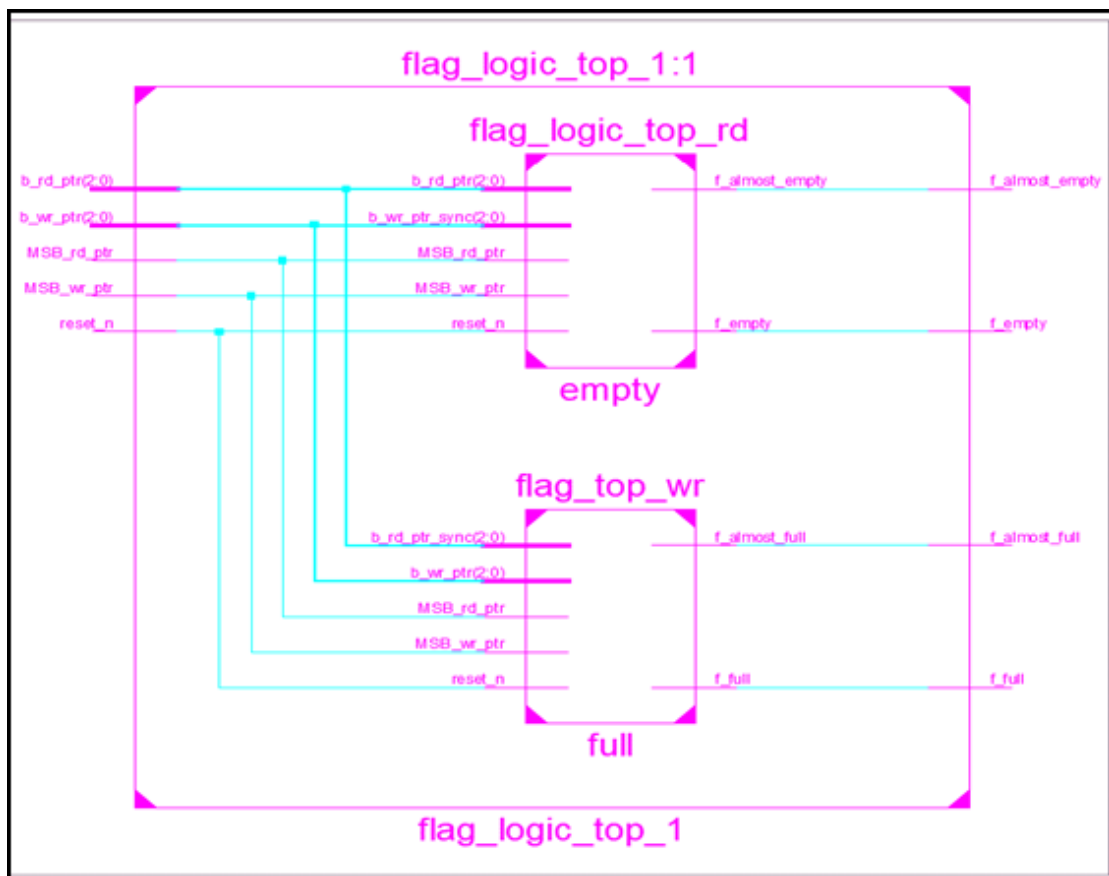 flag_logic_top_1:1
flag_logic_top_rd
b_rd_ptr(2:0)
b_rd_ptr(2:0)
f_almost_empty
f_almost_empty
b_wr_ptr(2:0)
b_wr_ptr_sync(2:0)
MSB_rd_ptr
MSB_rd_ptr
MSB_wr_ptr
MSB_wr_ptr
reset_n
reset_n
f_empty
f_empty
empty
flag_top_wr
b_rd_ptr_sync(2:0)
f_almost_full
f_almost_full
b_wr_ptr(2:0)
MSB_rd_ptr
MSB_wr_ptr
reset_n
f_full
f_full
full
flag_logic_top_1